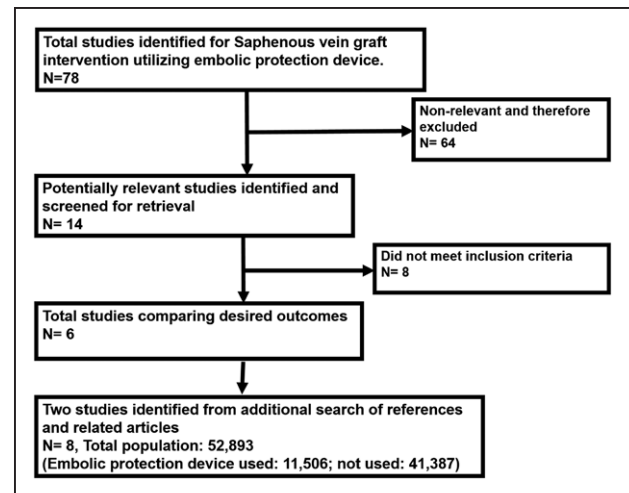 Total studies identified for Saphenous vein graft
intervention utilizing embolic protection device.
N=78
Non-relevant and therefore
excluded
N= 64
Potentially relevant studies identified and
screened for retrieval
N= 14
Did not meet inclusion criteria
N= 8
Total studies comparing desired outcomes
N= 6
Two studies identified from additional search of references
and related articles
N= 8, Total population: 52,893
(Embolic protection device used: 11,506; not used: 41,387)